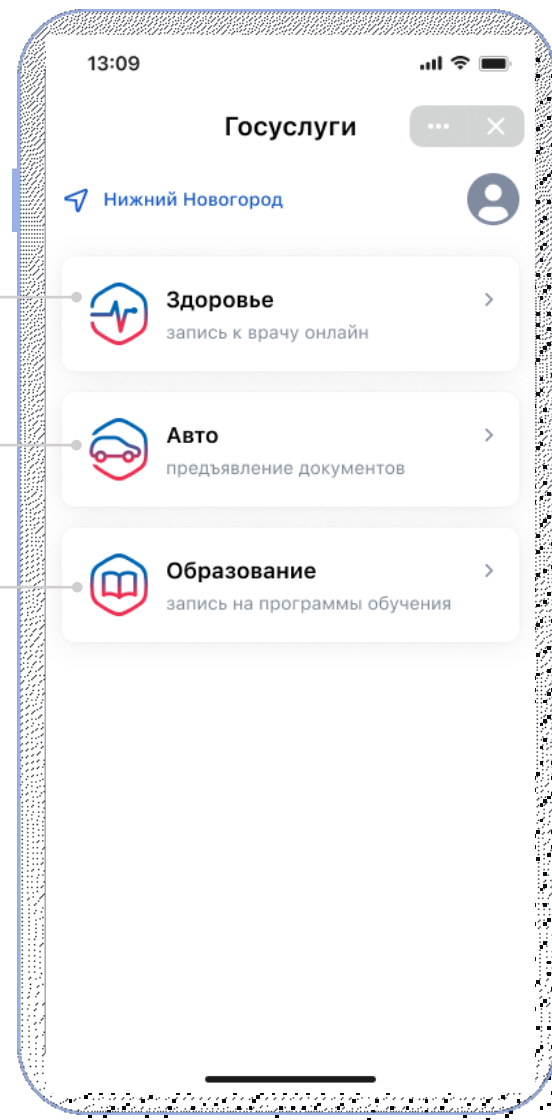 13:09
Госуслуги
Нижний Новогород
Здоровье
запись к врачу онлайн
Авто
предъявление документов
Образование
запись на программы обучения